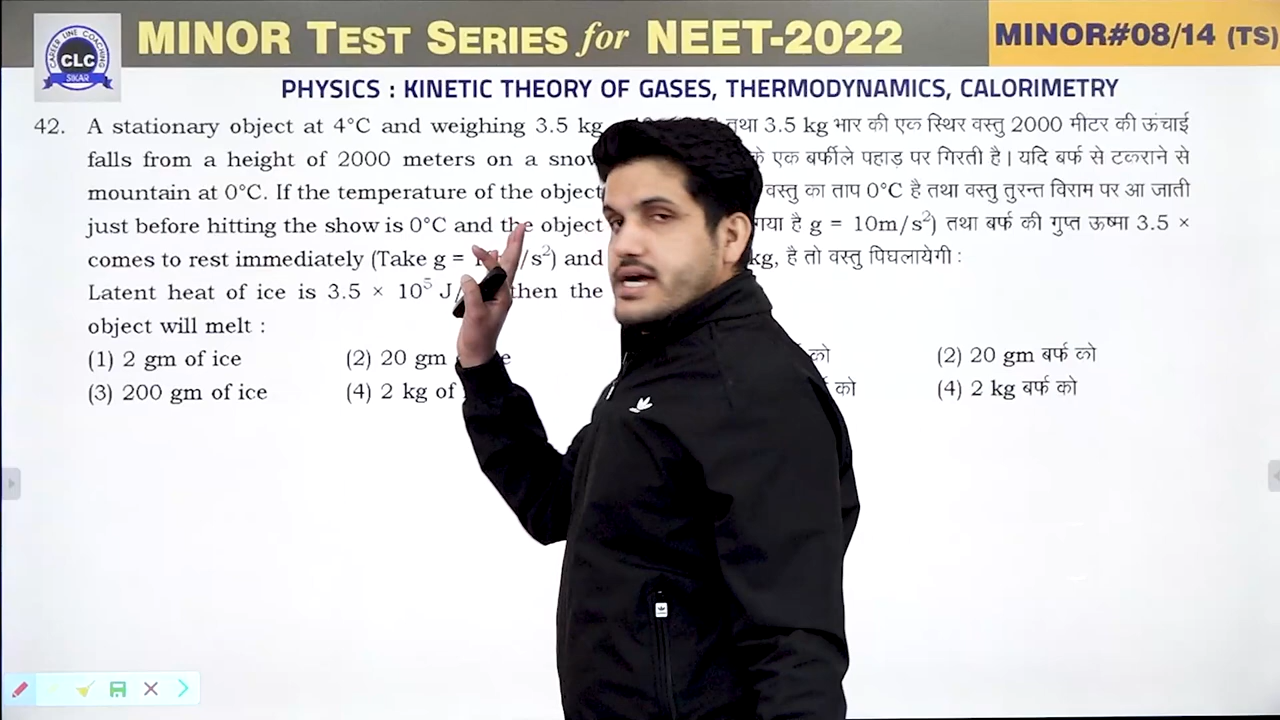 MINOR TEST SERIES for NEET-2022
MINOR#08/14 (TS)
CAREER LINE COACHING
CLC
SIKAR
PHYSICS : KINETIC THEORY OF GASES, THERMODYNAMICS, CALORIMETRY
42. A stationary object at 4°C and weighing 3.5 kg
falls from a height of 2000 meters on a snow
mountain at 0°C. If the temperature of the object
just before hitting the show is 0°C and the object
comes to rest immediately (Take g = /s²) and
Latent heat of ice is 3.5 × 10⁵ J/ then the
object will melt :
(1) 2 gm of ice
(2) 20 gm
(3) 200 gm of ice
(4) 2 kg of
तथा 3.5 kg भार की एक स्थिर वस्तु 2000 मीटर की ऊंचाई
के एक बर्फीले पहाड़ पर गिरती है। यदि बर्फ से टकराने से
वस्तु का ताप 0°C है तथा वस्तु तुरन्त विराम पर आ जाती
गया है g = 10m/s²) तथा बर्फ की गुप्त ऊष्मा 3.5 ×
kg, है तो वस्तु पिघलायेगी :
को
(2) 20 gm बर्फ को
को
(4) 2 kg बर्फ को